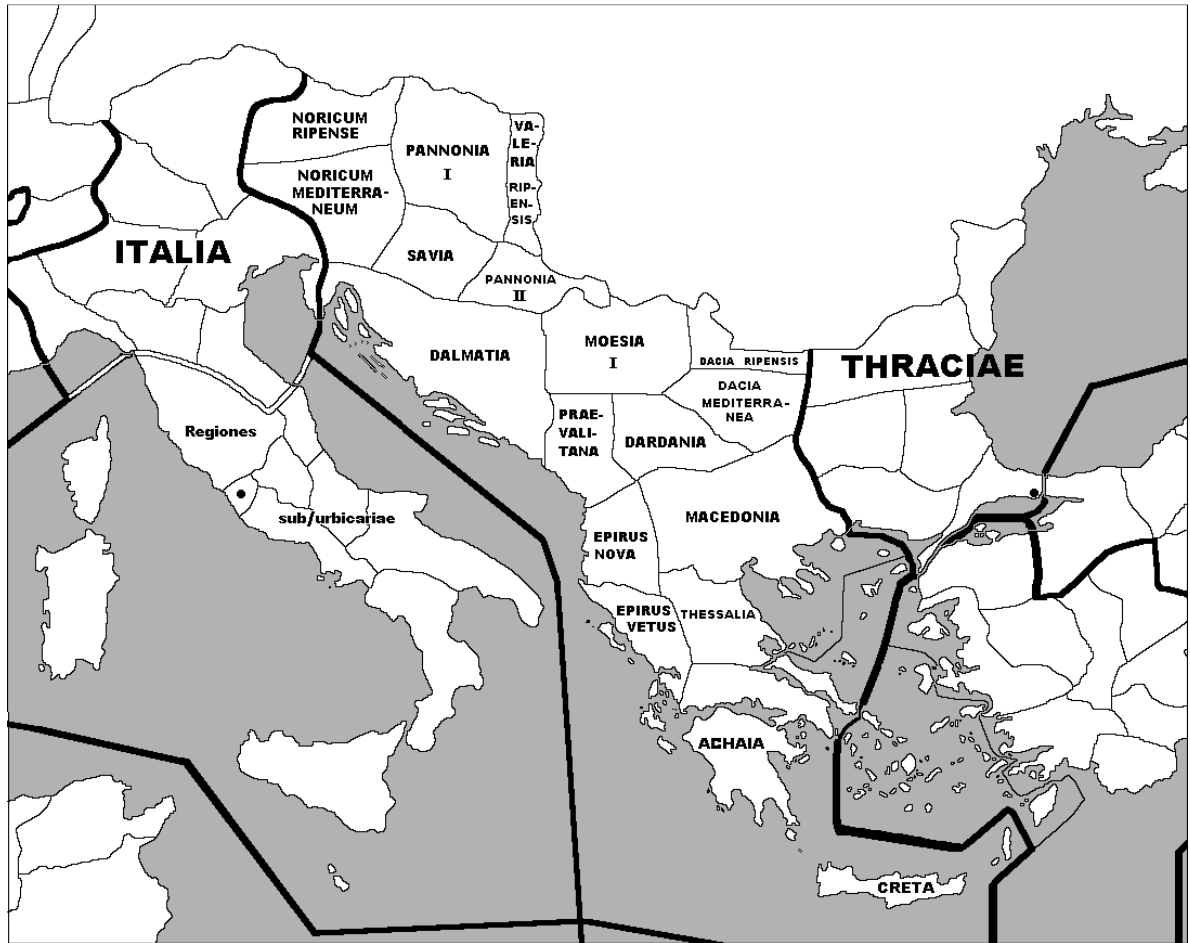 NORICUM
RIPENSE
VA-
LE-
RIA
RIP-
EN-
SIS
PANNONIA
I
NORICUM
MEDITERRA-
NEUM
ITALIA
SAVIA
PANNONIA
II
DALMATIA
MOESIA
I
DACIA RIPENSIS
THRACIAE
DACIA
MEDITERRA-
NEA
PRAE-
VALI-
TANA
DARDANIA
Regiones
sub/urbicariae
MACEDONIA
EPIRUS
NOVA
EPIRUS
VETUS
THESSALIA
ACHAIA
CRETA